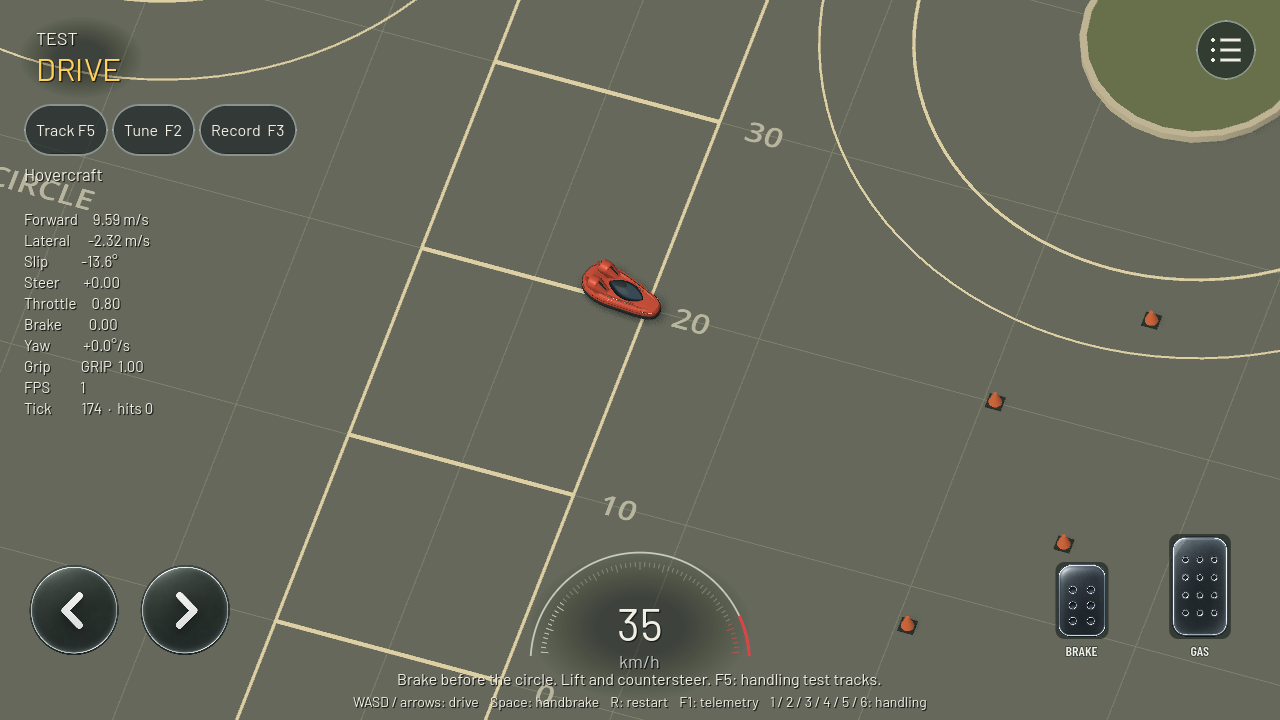 TEST
DRIVE
Track F5
Tune F2
Record F3
CIRCLE
Hovercraft
Forward 9.59 m/s
Lateral -2.32 m/s
Slip -13.6°
Steer +0.00
Throttle 0.80
Brake 0.00
Yaw +0.0°/s
Grip GRIP 1.00
FPS 1
Tick 174 · hits 0
30
20
10
0
35
km/h
BRAKE
GAS
Brake before the circle. Lift and countersteer. F5: handling test tracks.
WASD / arrows: drive Space: handbrake R: restart F1: telemetry 1 / 2 / 3 / 4 / 5 / 6: handling